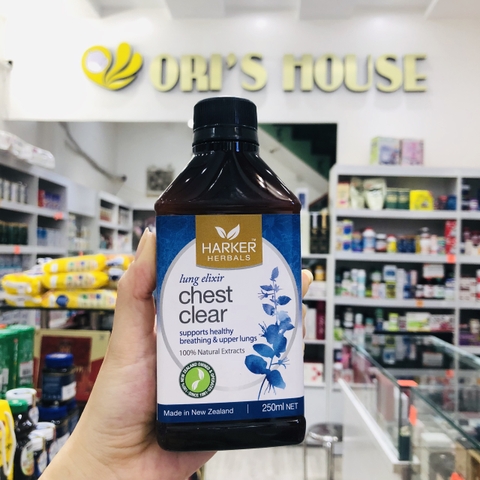 ORI'S HOUSE
HARKER
HERBALS
lung elixir
chest
clear
supports healthy
breathing & upper lungs
100% Natural Extracts
Made in New Zealand
250ml NET